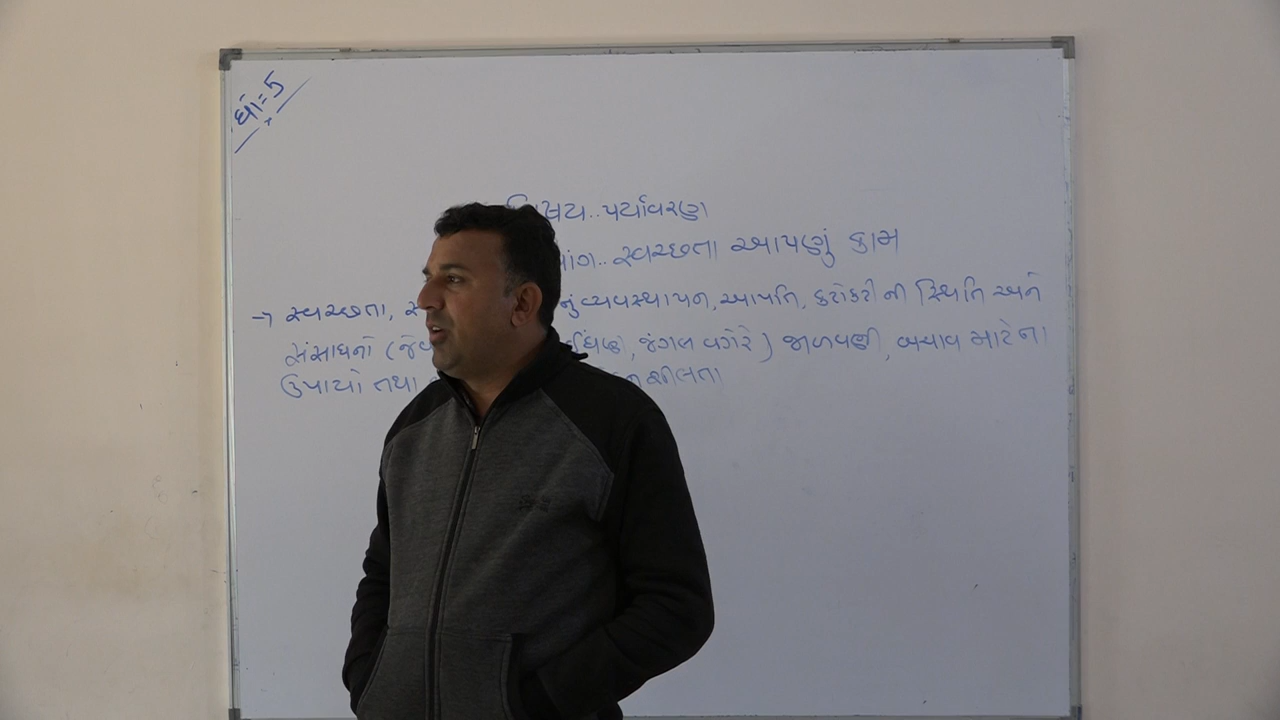 ધો:- 5
વિષય.. પર્યાવરણ
સ્વચ્છતા આપણું કામ
→ સ્વચ્છતા, નું વ્યવસ્થાપન, આપતિ, કટોકટી ની સ્થિતિ અને
સંસાધનો ( ઈંધણ, જંગલ વગેરે ) જાળવણી, બચાવ માટે ના
ઉપાયો તથા